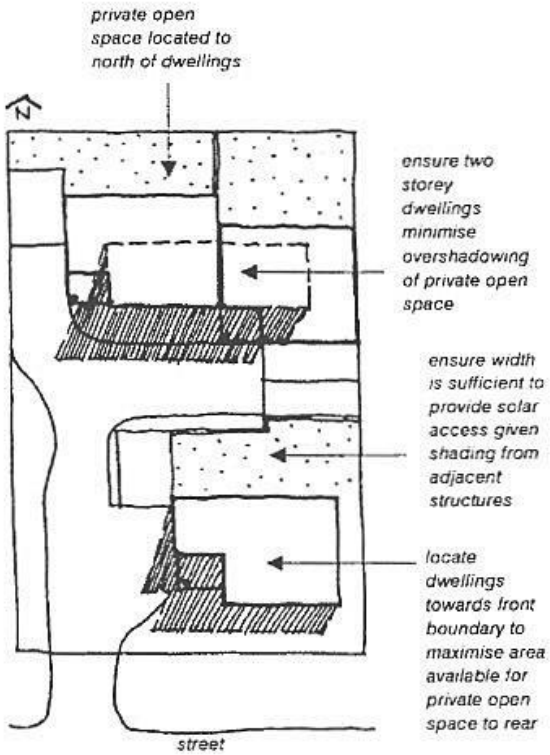 private open
space located to
north of dwellings
N
ensure two
storey
dwellings
minimise
overshadowing
of private open
space
ensure width
is sufficient to
provide solar
access given
shading from
adjacent
structures
locate
dwellings
towards front
boundary to
maximise area
available for
private open
space to rear
street